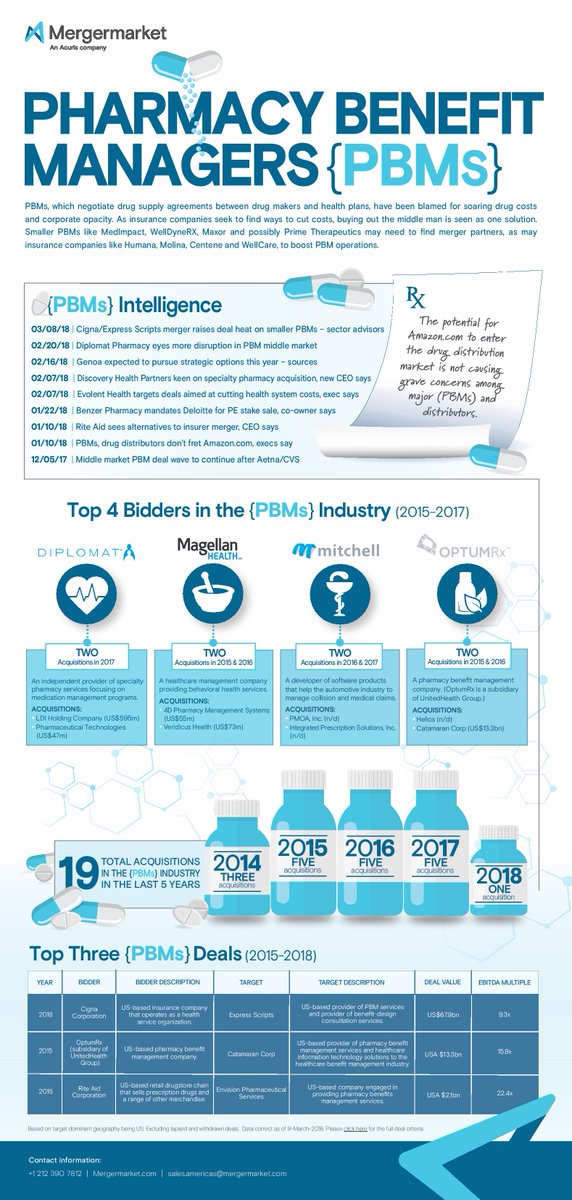 Mergermarket
An Acuris company
PHARMACY BENEFIT
MANAGERS {PBMs}
PBMs, which negotiate drug supply agreements between drug makers and health plans, have been blamed for soaring drug costs
and corporate opacity. As insurance companies seek to find ways to cut costs, buying out the middle man is seen as one solution.
Smaller PBMs like MedImpact, WellDyneRX, Maxor and possibly Prime Therapeutics may need to find merger partners, as may
insurance companies like Humana, Molina, Centene and WellCare, to boost PBM operations.
{PBMs} Intelligence
03/08/18 | Cigna/Express Scripts merger raises deal heat on smaller PBMs – sector advisors
02/20/18 | Diplomat Pharmacy eyes more disruption in PBM middle market
02/16/18 | Genoa expected to pursue strategic options this year – sources
02/07/18 | Discovery Health Partners keen on specialty pharmacy acquisition, new CEO says
02/07/18 | Evolent Health targets deals aimed at cutting health system costs, exec says
01/22/18 | Benzer Pharmacy mandates Deloitte for PE stake sale, co-owner says
01/10/18 | Rite Aid sees alternatives to insurer merger, CEO says
01/10/18 | PBMs, drug distributors don't fret Amazon.com, execs say
12/05/17 | Middle market PBM deal wave to continue after Aetna/CVS
Rx
The potential for
Amazon.com to enter
the drug distribution
market is not causing
grave concerns among
major (PBMs) and
distributors.
Top 4 Bidders in the {PBMs} Industry (2015-2017)
DIPLOMAT
TWO
Acquisitions in 2017
An independent provider of specialty
pharmacy services focusing on
medication management programs.
ACQUISITIONS:
• LDI Holding Company (US$595m)
• Pharmaceutical Technologies
(US$47m)
Magellan
HEALTH
TWO
Acquisitions in 2015 & 2016
A healthcare management company
providing behavioral health services.
ACQUISITIONS:
• 4D Pharmacy Management Systems
(US$55m)
• Veridicus Health (US$73m)
mitchell
TWO
Acquisitions in 2016 & 2017
A developer of software products
that help the automotive industry to
manage collision and medical claims.
ACQUISITIONS:
• PMOA, Inc. (n/d)
• Integrated Prescription Solutions, Inc.
(n/d)
OPTUMRx
TWO
Acquisitions in 2015 & 2016
A pharmacy benefit management
company. (OptumRx is a subsidiary
of UnitedHealth Group.)
ACQUISITIONS:
• Helios (n/d)
• Catamaran Corp (US$13.3bn)
19 TOTAL ACQUISITIONS
IN THE {PBMs} INDUSTRY
IN THE LAST 5 YEARS
2014
THREE
acquisitions
2015
FIVE
acquisitions
2016
FIVE
acquisitions
2017
FIVE
acquisitions
2018
ONE
acquisition
Top Three {PBMs} Deals (2015-2018)
YEAR BIDDER BIDDER DESCRIPTION TARGET TARGET DESCRIPTION DEAL VALUE EBITDA MULTIPLE
2018
Cigna
Corporation
US-based insurance company
that operates as a health
service organization.
Express Scripts
US-based provider of PBM services
and provider of benefit-design
consultation services.
US$67.9bn
9.3x
2015
OptumRx
(subsidiary of
UnitedHealth
Group)
US-based pharmacy benefit
management company.
Catamaran Corp
US-based provider of pharmacy benefit
management services and healthcare
information technology solutions to the
healthcare benefit management industry.
USA $13.3bn
15.9x
2015
Rite Aid
Corporation
US-based retail drugstore chain
that sells prescription drugs and
a range of other merchandise.
Envision Pharmaceutical
Services
US-based company engaged in
providing pharmacy benefits
management services.
USA $2.1bn
22.4x
Based on target dominant geography being US. Excluding lapsed and withdrawn deals. Data correct as of 9-March-2018. Please click here for the full deal criteria.
Contact information:
+1 212 390 7812 | Mergermarket.com | sales.americas@mergermarket.com